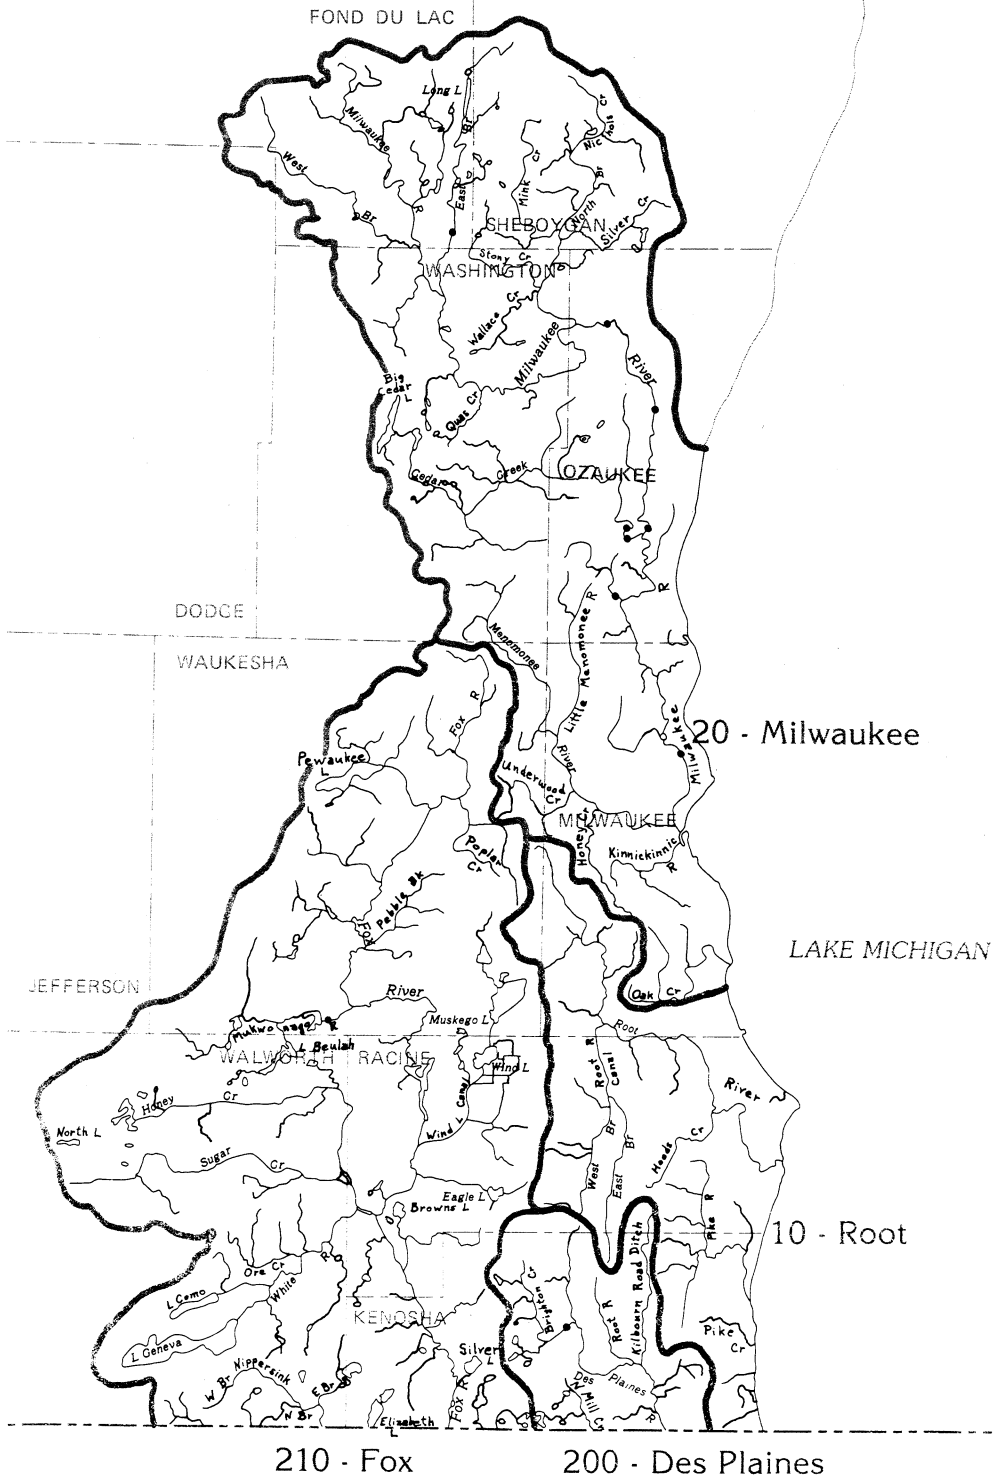 FOND DU LAC
Long L
Milwaukee
R
East
Br
Nichols Cr
West
Br
Mink Cr
North
Br
Silver Cr
SHEBOYGAN
Stony Cr
WASHINGTON
Wallace
Cr
Milwaukee
River
Big
Cedar
L
Quas Cr
Cedar
Creek
OZAUKEE
DODGE
Menomonee
Little Menomonee R
R
WAUKESHA
Fox R
Milwaukee
20 - Milwaukee
River
Pewaukee
L
Underwood
Cr
MILWAUKEE
Honey Cr
Kinnickinnic
R
Poplar
Cr
Pebble Bk
Fox
LAKE MICHIGAN
JEFFERSON
River
Oak Cr
Mukwonago
R
Muskego L
Root
L Beulah
WALWORTH
RACINE
Wind L
Root R
Canal
River
Honey
Cr
Wind L Canal
North L
Sugar
Cr
West
Br
East
Br
Hoods
Cr
Eagle L
Browns L
Pike R
10 - Root
Ore Cr
White
R
L Como
Brighton Cr
Root R
Kilbourn Road Ditch
KENOSHA
L Geneva
Silver
L
Pike
Cr
Nippersink
W Br
E Br
N Br
Fox R
Des
Plaines
R
N Mill Cr
Elizabeth
L
210 - Fox
200 - Des Plaines